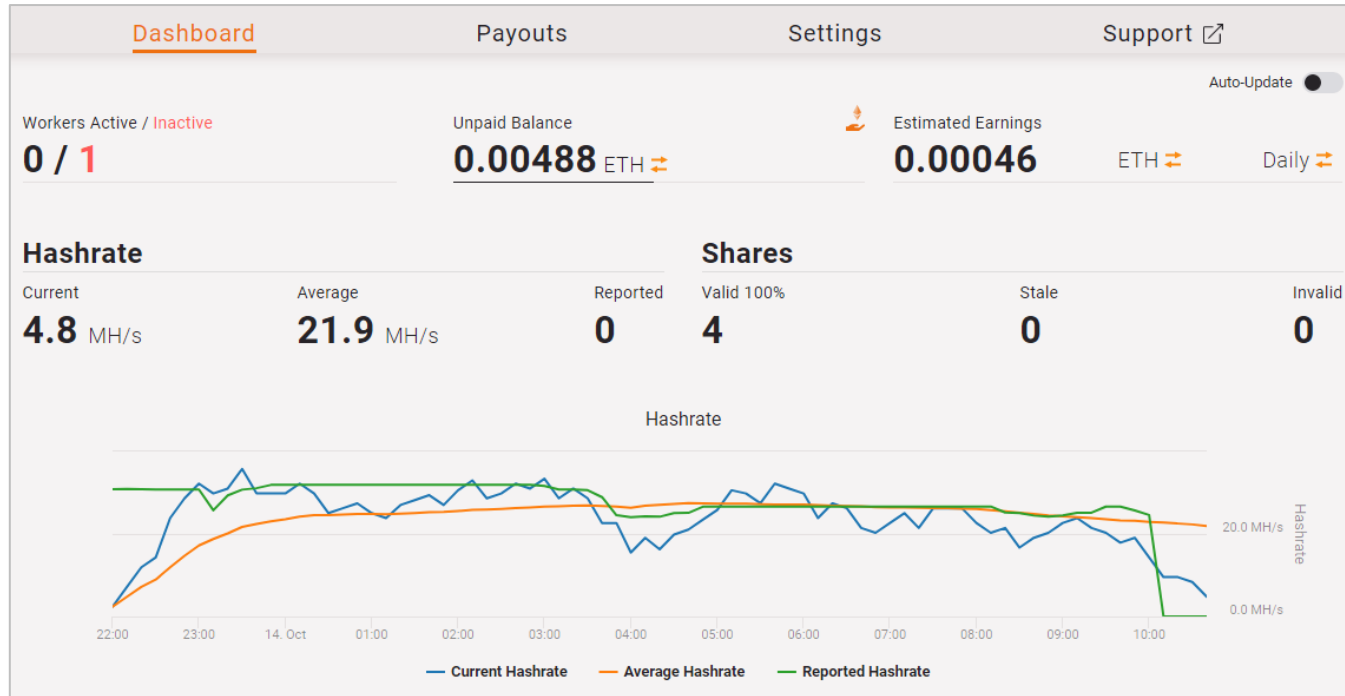 Dashboard Payouts Settings Support
Auto-Update
Workers Active / Inactive Unpaid Balance Estimated Earnings
0 / 1 0.00488 ETH 0.00046 ETH Daily
Hashrate Shares
Current Average Reported Valid 100% Stale Invalid
4.8 MH/s 21.9 MH/s 0 4 0 0
Hashrate
20.0 MH/s
Hashrate
0.0 MH/s
22:00 23:00 14. Oct 01:00 02:00 03:00 04:00 05:00 06:00 07:00 08:00 09:00 10:00
Current Hashrate Average Hashrate Reported Hashrate